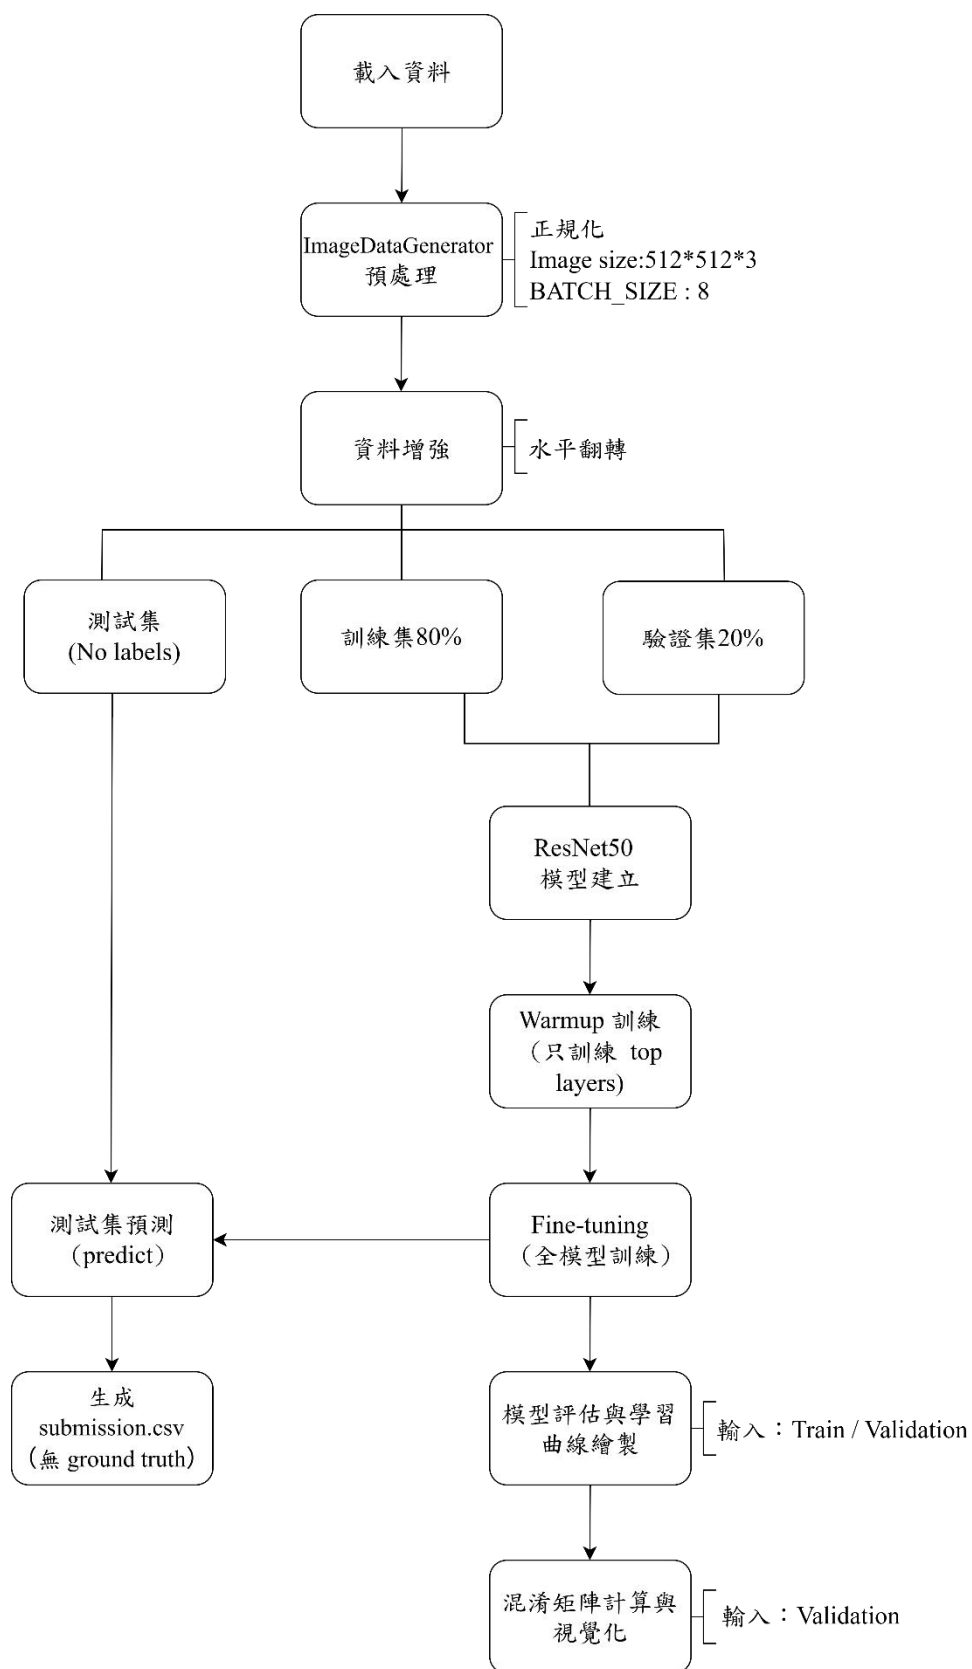 載入資料
ImageDataGenerator
預處理
正規化
Image size:512*512*3
BATCH_SIZE : 8
資料增強
水平翻轉
測試集
(No labels)
訓練集80%
驗證集20%
ResNet50
模型建立
Warmup 訓練
（只訓練 top
layers)
測試集預測
（predict）
Fine-tuning
（全模型訓練）
生成
submission.csv
（無 ground truth）
模型評估與學習
曲線繪製
輸入：Train / Validation
混淆矩陣計算與
視覺化
輸入：Validation